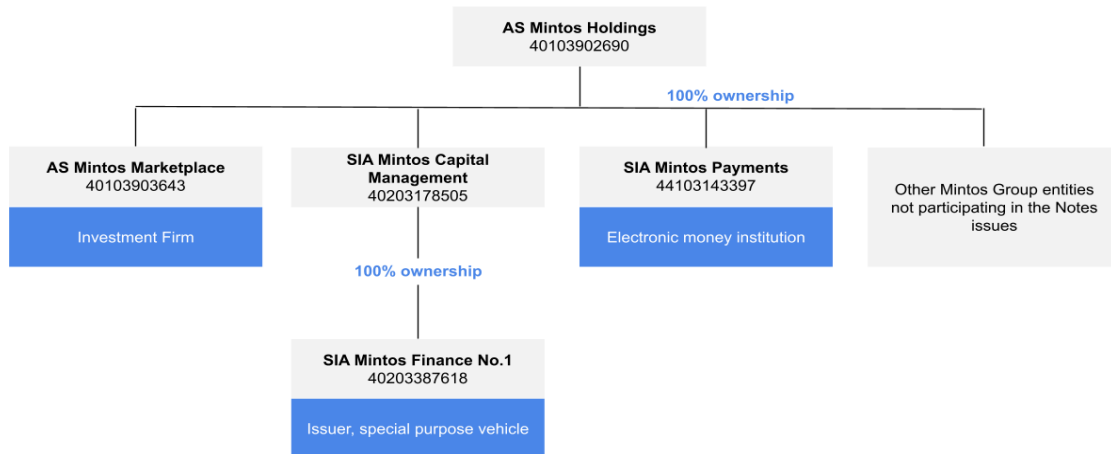 AS Mintos Holdings
40103902690
100% ownership
AS Mintos Marketplace
40103903643
Investment Firm
SIA Mintos Capital
Management
40203178505
SIA Mintos Payments
44103143397
Electronic money institution
Other Mintos Group entities
not participating in the Notes
issues
100% ownership
SIA Mintos Finance No.1
40203387618
Issuer, special purpose vehicle